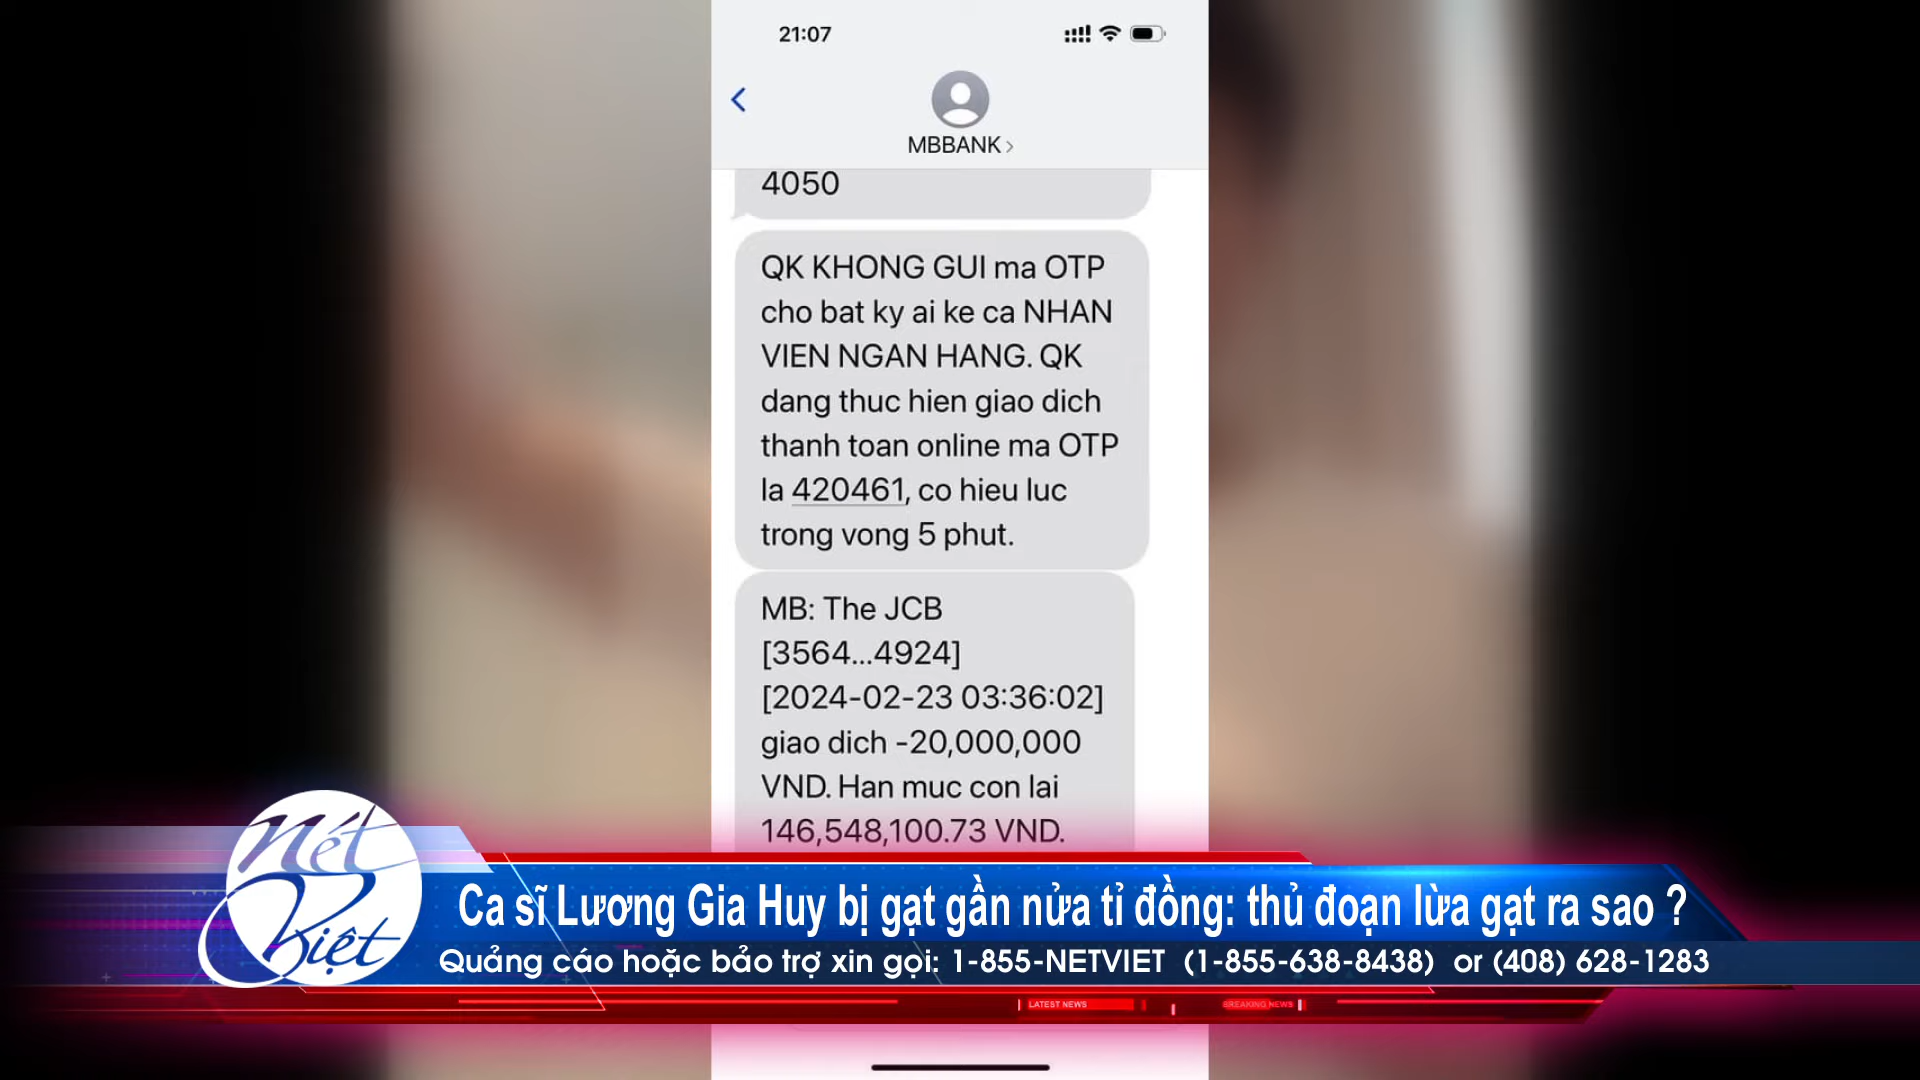 21:07
MBBANK
4050
QK KHONG GUI ma OTP
cho bat ky ai ke ca NHAN
VIEN NGAN HANG. QK
dang thuc hien giao dich
thanh toan online ma OTP
la 420461, co hieu luc
trong vong 5 phut.
MB: The JCB
[3564...4924]
[2024-02-23 03:36:02]
giao dich -20,000,000
VND. Han muc con lai
146,548,100.73 VND.
Nét
Việt
Ca sĩ Lương Gia Huy bị gạt gần nửa tỉ đồng: thủ đoạn lừa gạt ra sao ?
Quảng cáo hoặc bảo trợ xin gọi: 1-855-NETVIET (1-855-638-8438) or (408) 628-1283
LATEST NEWS
BREAKING NEWS